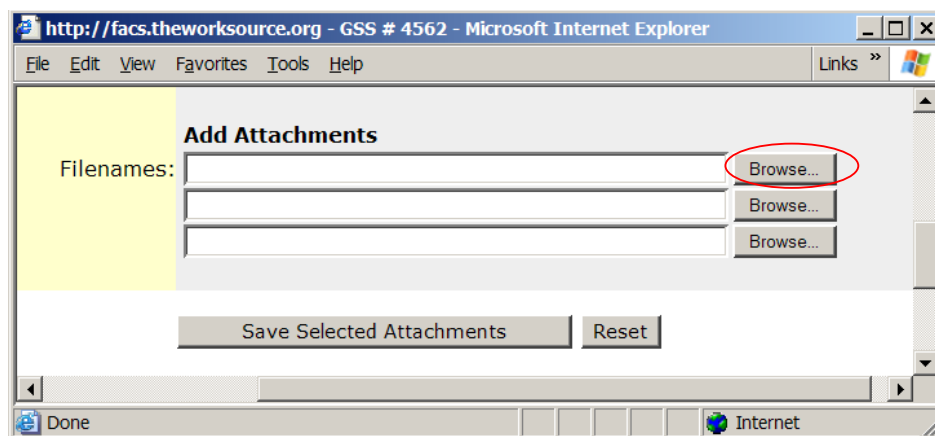 http://facs.theworksource.org - GSS # 4562 - Microsoft Internet Explorer
File Edit View Favorites Tools Help Links »
Add Attachments
Filenames: Browse...
Browse...
Browse...
Save Selected Attachments Reset
Done Internet